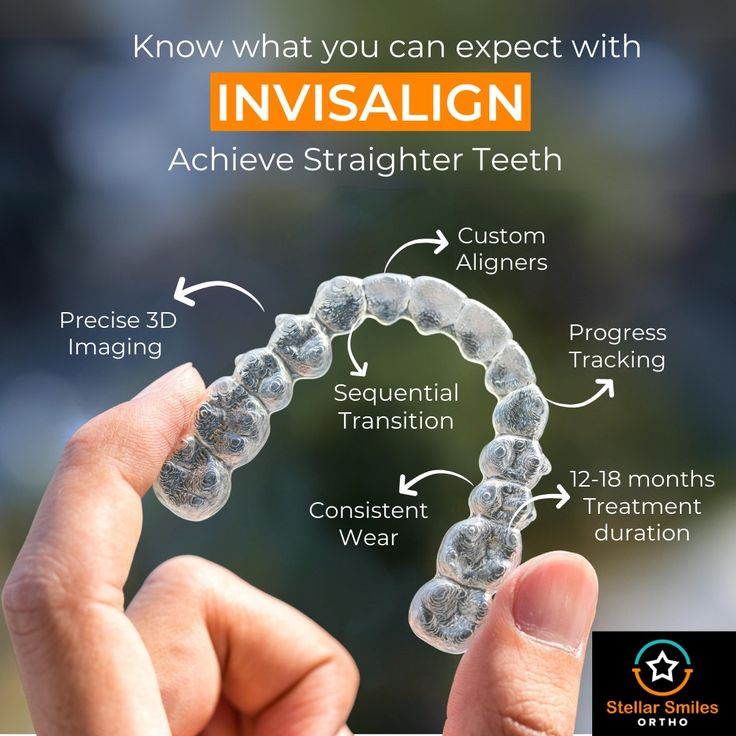 Know what you can expect with
INVISALIGN
Achieve Straighter Teeth
Custom
Aligners
Precise 3D
Imaging
Progress
Tracking
Sequential
Transition
12-18 months
Treatment
duration
Consistent
Wear
Stellar Smiles
ORTHO